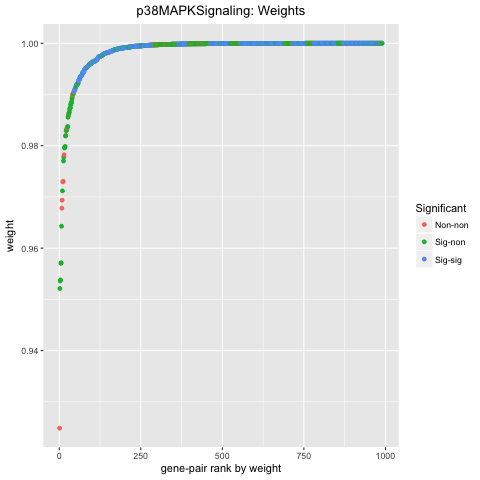 p38MAPKSignaling: Weights
1.00
0.98
0.96
0.94
weight
0
250
500
750
1000
gene-pair rank by weight
Significant
Non-non
Sig-non
Sig-sig